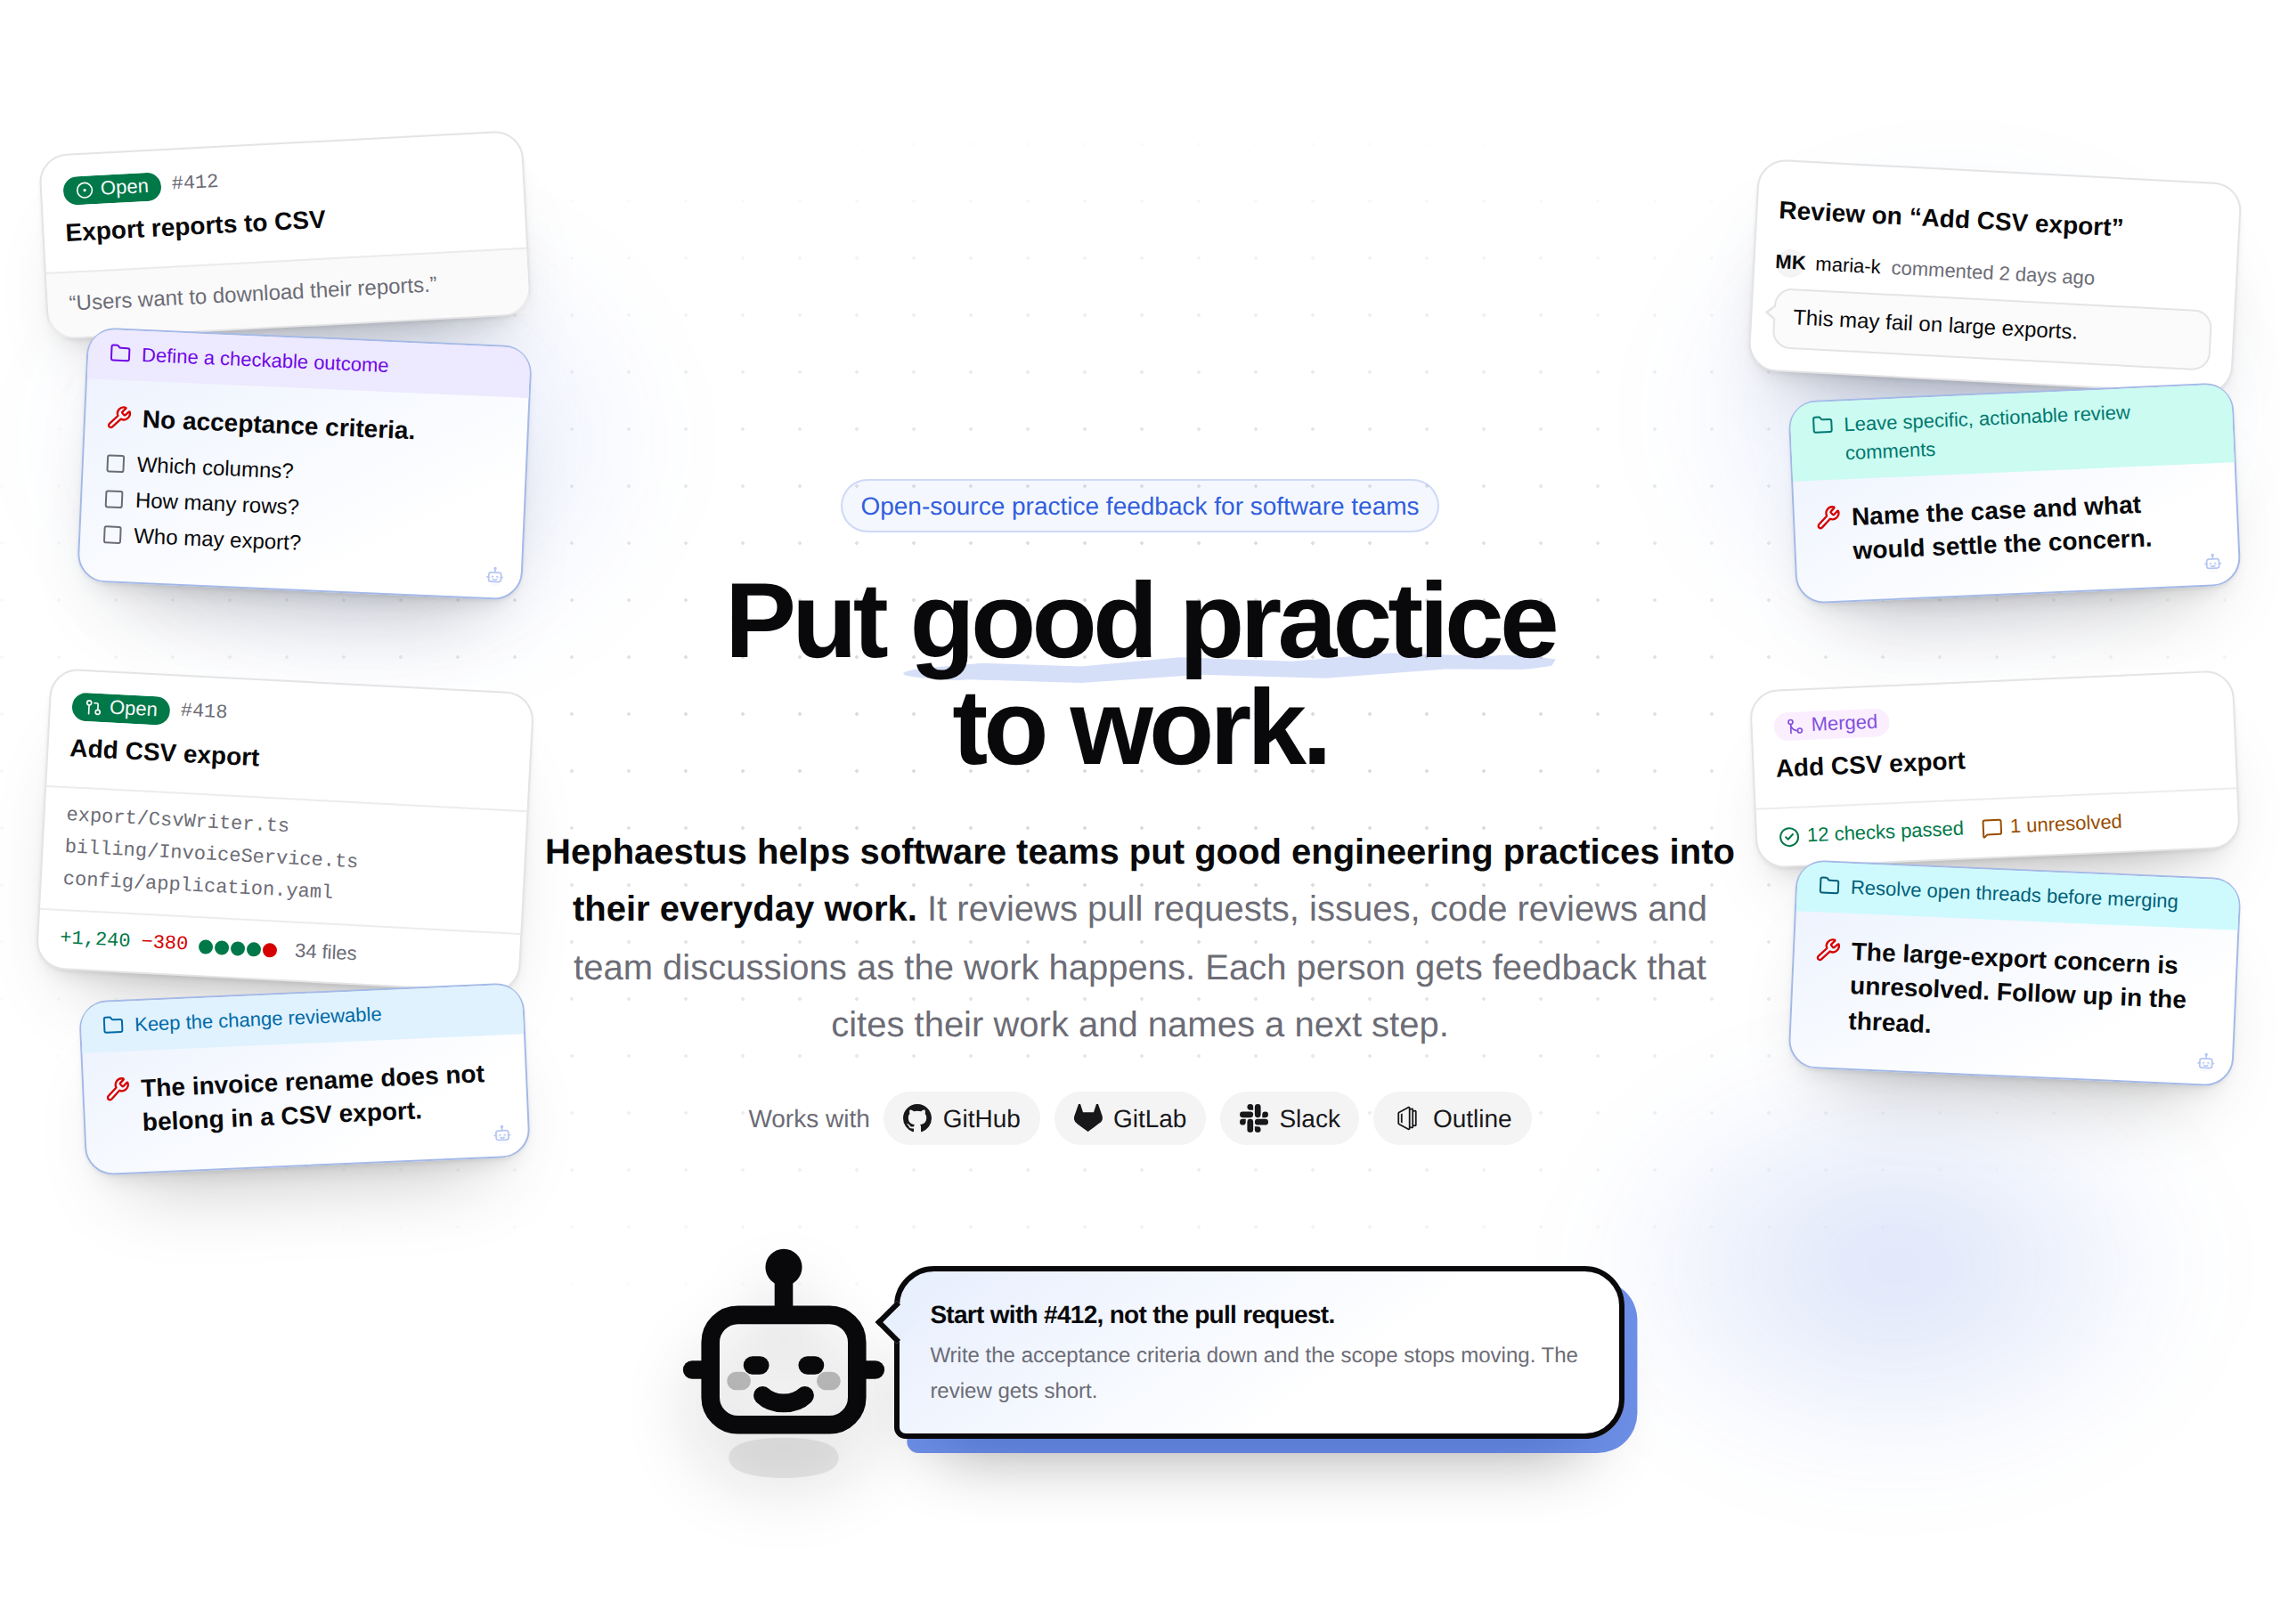 Open #412
Export reports to CSV
“Users want to download their reports.”
Define a checkable outcome
No acceptance criteria.
Which columns?
How many rows?
Who may export?
Open #418
Add CSV export
export/CsvWriter.ts
billing/InvoiceService.ts
config/application.yaml
+1,240 −380 34 files
Keep the change reviewable
The invoice rename does not
belong in a CSV export.
Open-source practice feedback for software teams
Put good practice
to work.
Hephaestus helps software teams put good engineering practices into
their everyday work. It reviews pull requests, issues, code reviews and
team discussions as the work happens. Each person gets feedback that
cites their work and names a next step.
Works with GitHub GitLab Slack Outline
Start with #412, not the pull request.
Write the acceptance criteria down and the scope stops moving. The
review gets short.
Review on “Add CSV export”
MK maria-k commented 2 days ago
This may fail on large exports.
Leave specific, actionable review
comments
Name the case and what
would settle the concern.
Merged
Add CSV export
12 checks passed 1 unresolved
Resolve open threads before merging
The large-export concern is
unresolved. Follow up in the
thread.